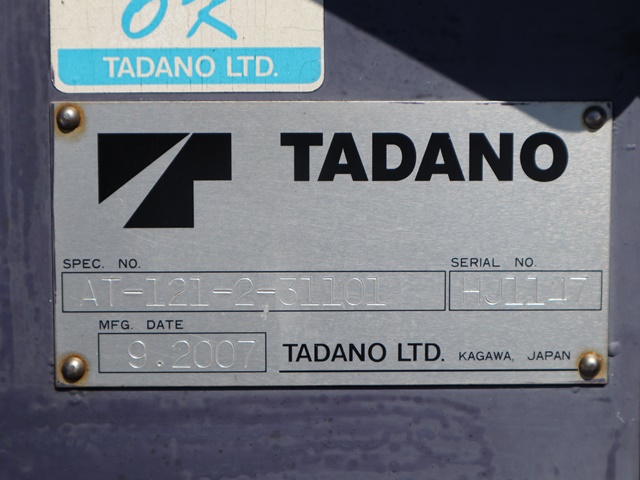 OK
TADANO LTD.
TADANO
SPEC. NO.
SERIAL NO.
AT-121-2-31101
HJ1147
MFG. DATE
9.2007
TADANO LTD. KAGAWA, JAPAN